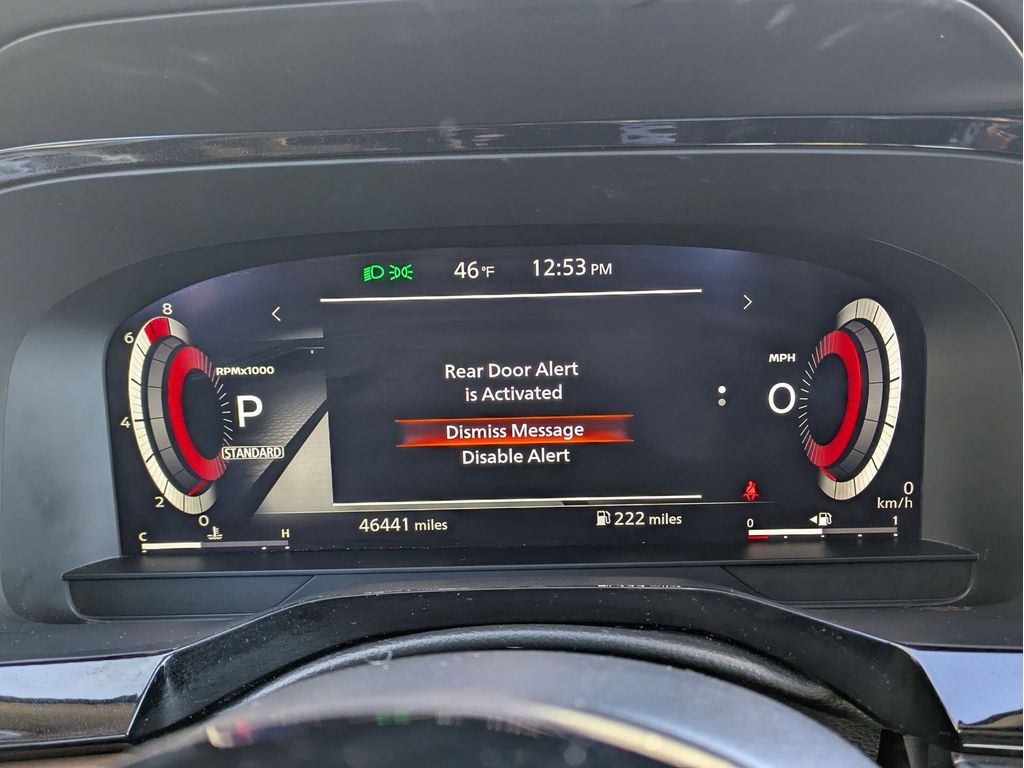 46°F 12:53 PM
8
6
4
2
0
RPMx1000
P
STANDARD
C H
Rear Door Alert
is Activated
Dismiss Message
Disable Alert
46441 miles
222 miles
MPH
0
0
km/h
0 1